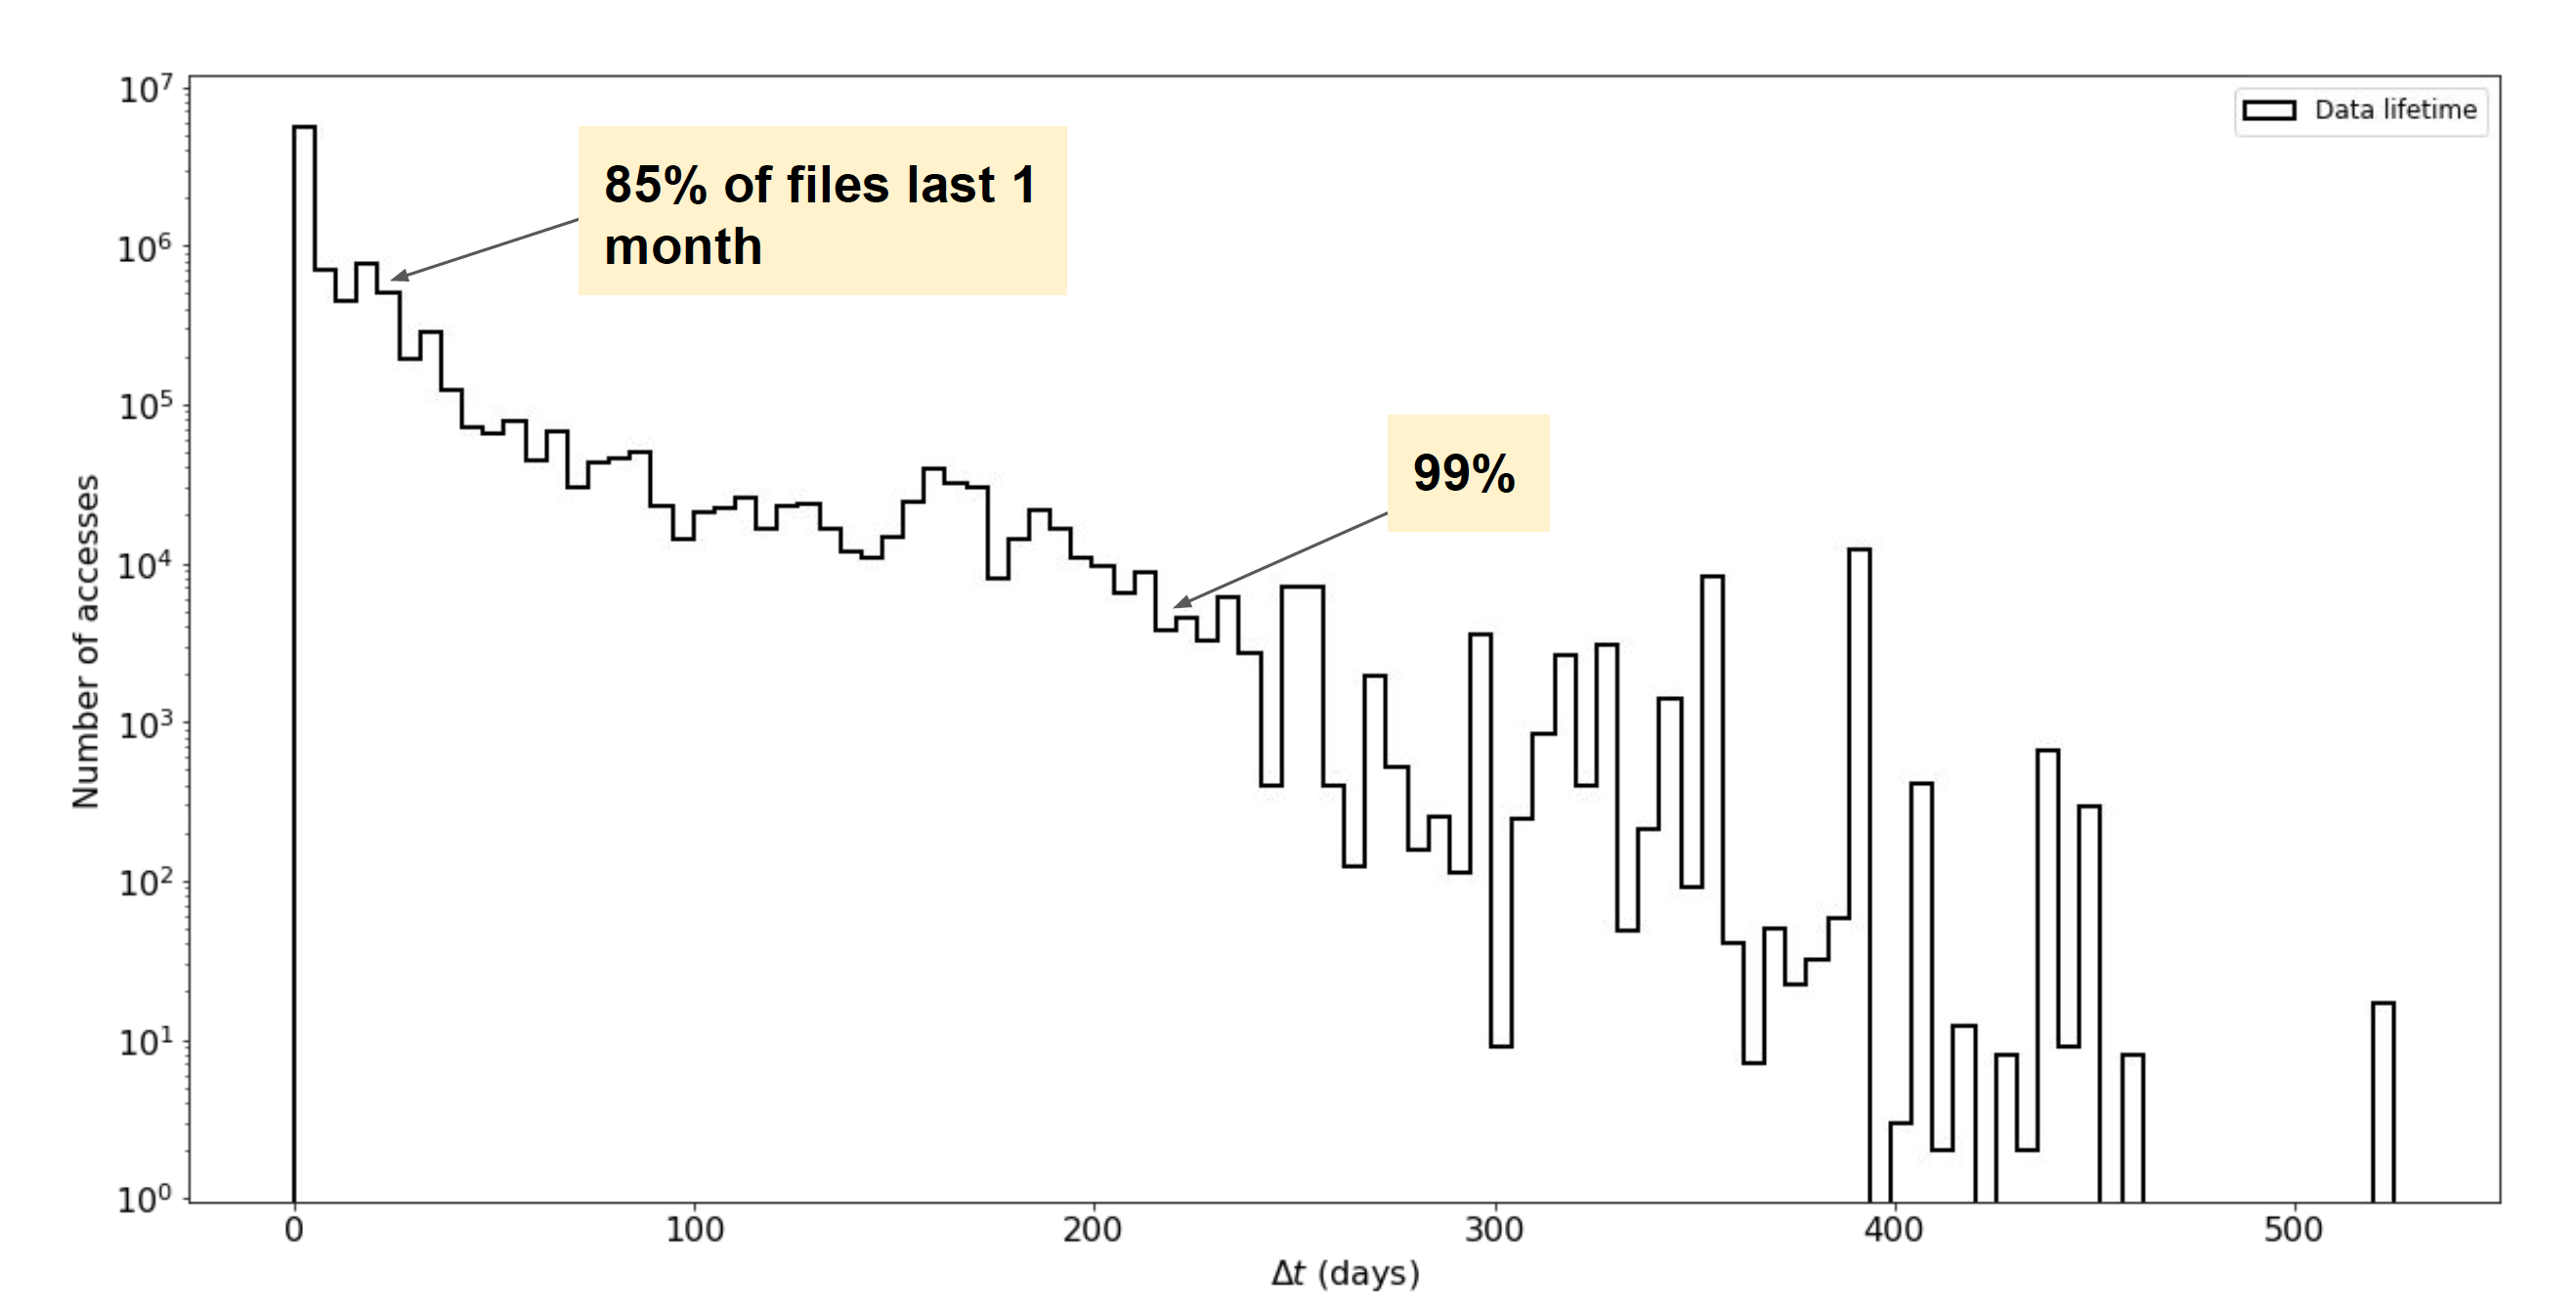 10⁷
10⁶
10⁵
10⁴
10³
10²
10¹
10⁰
Number of accesses
Data lifetime
85% of files last 1
month
99%
0 100 200 300 400 500
Δt (days)